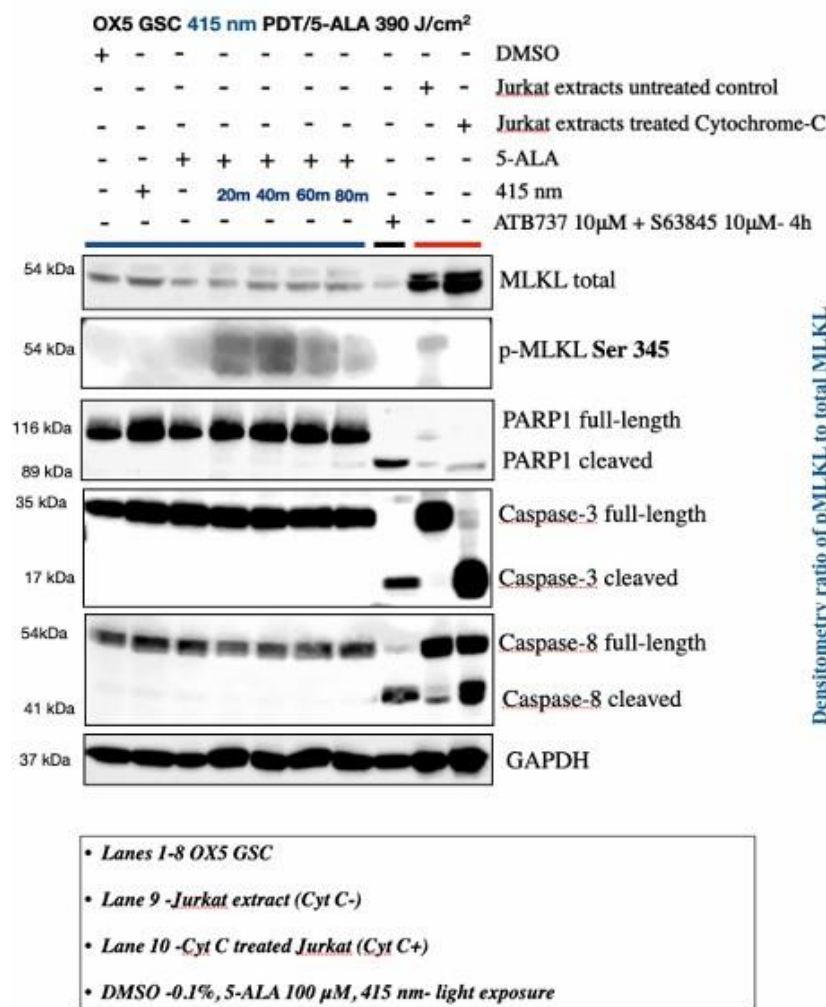 OX5 GSC 415 nm PDT/5-ALA 390 J/cm²
+ - - - - - - - - - DMSO
- - - - - - - - + - Jurkat extracts untreated control
- - - - - - - - - + Jurkat extracts treated Cytochrome-C
- - + + + + + - - - 5-ALA
- + - 20m 40m 60m 80m - - - 415 nm
- - - - - - - + - - ATB737 10µM + S63845 10µM- 4h
54 kDa MLKL total
54 kDa p-MLKL Ser 345
116 kDa PARP1 full-length
89 kDa PARP1 cleaved
35 kDa Caspase-3 full-length
17 kDa Caspase-3 cleaved
54kDa Caspase-8 full-length
41 kDa Caspase-8 cleaved
37 kDa GAPDH
Densitometry ratio of pMLKL to total MLKL
• Lanes 1-8 OX5 GSC
• Lane 9 -Jurkat extract (Cyt C-)
• Lane 10 -Cyt C treated Jurkat (Cyt C+)
• DMSO -0.1%, 5-ALA 100 µM, 415 nm- light exposure